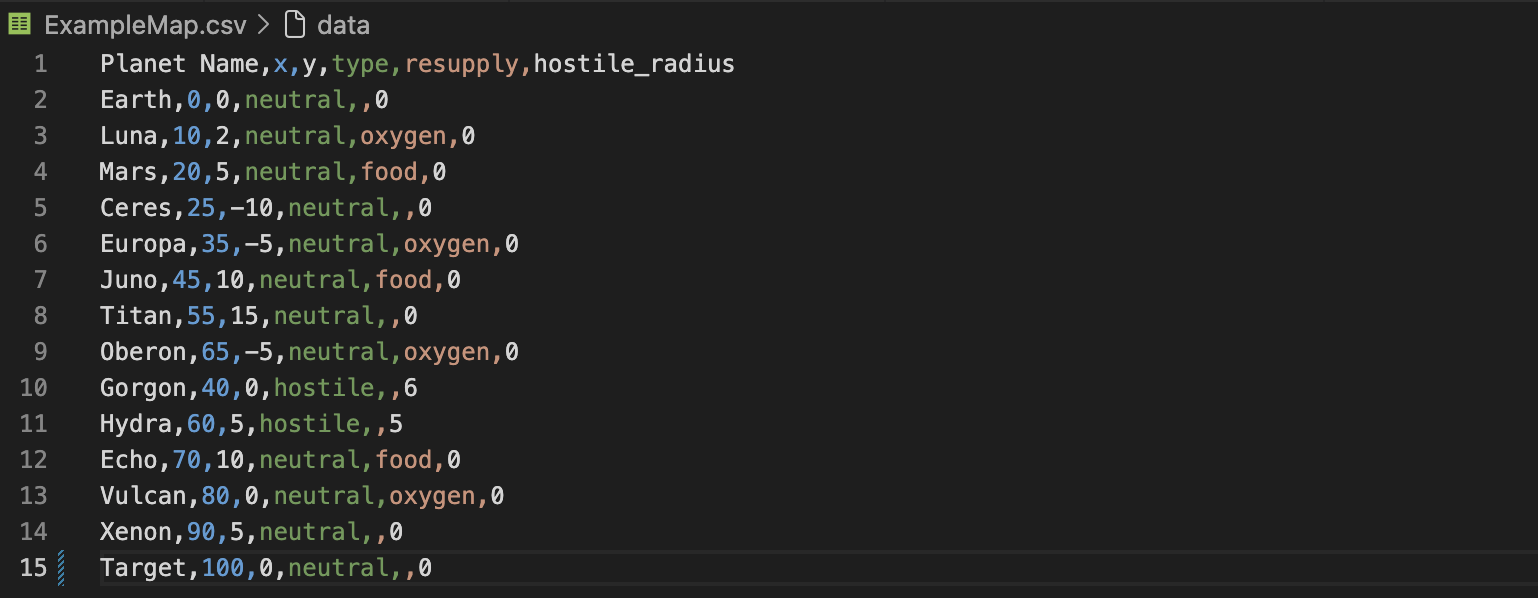 ExampleMap.csv > data
1 Planet Name,x,y,type,resupply,hostile_radius
2 Earth,0,0,neutral,,0
3 Luna,10,2,neutral,oxygen,0
4 Mars,20,5,neutral,food,0
5 Ceres,25,-10,neutral,,0
6 Europa,35,-5,neutral,oxygen,0
7 Juno,45,10,neutral,food,0
8 Titan,55,15,neutral,,0
9 Oberon,65,-5,neutral,oxygen,0
10 Gorgon,40,0,hostile,,6
11 Hydra,60,5,hostile,,5
12 Echo,70,10,neutral,food,0
13 Vulcan,80,0,neutral,oxygen,0
14 Xenon,90,5,neutral,,0
15 Target,100,0,neutral,,0